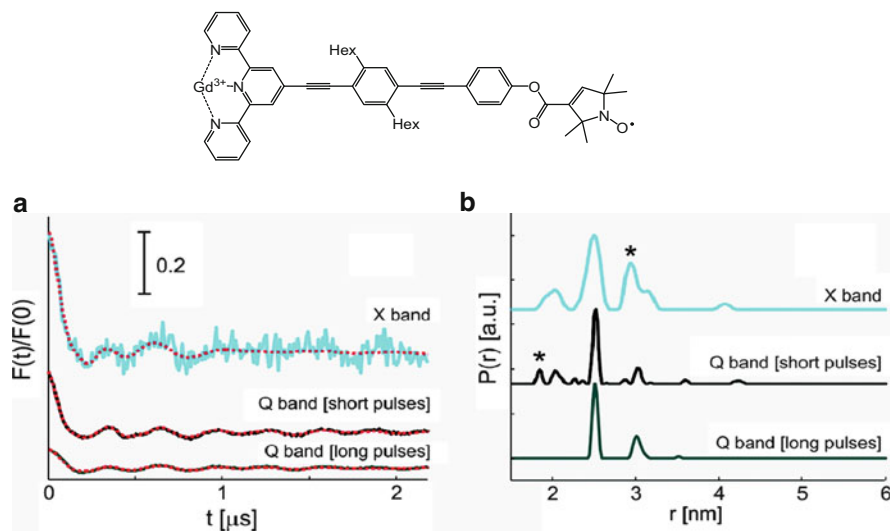 Hex
Gd3+
N
N
N
Hex
O
O
N
O•
a
F(t)/F(0)
0.2
X band
Q band [short pulses]
Q band [long pulses]
0
1
2
t [µs]
b
P(r) [a.u.]
*
X band
*
Q band [short pulses]
Q band [long pulses]
2
3
4
5
6
r [nm]